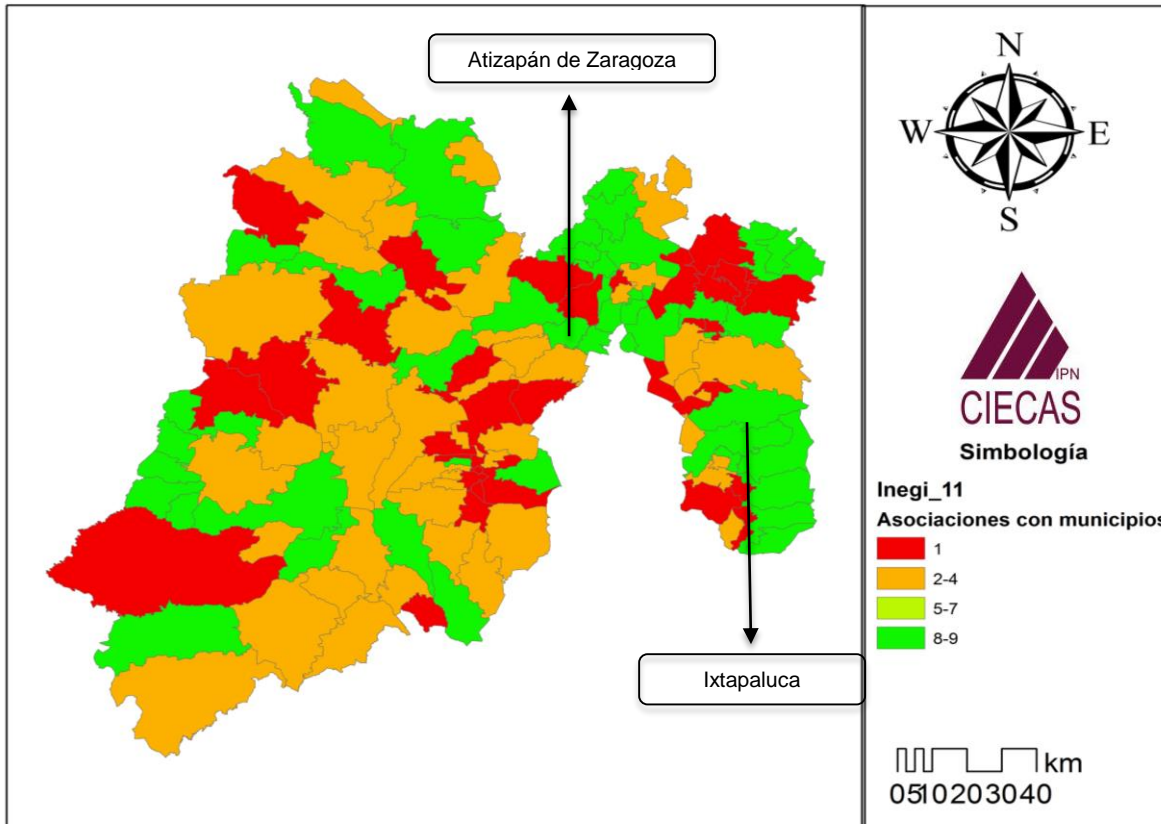 Atizapán de Zaragoza
Ixtapaluca
N
W E
S
IPN
CIECAS
Simbología
Inegi_11
Asociaciones con municipios
1
2-4
5-7
8-9
km
0510203040